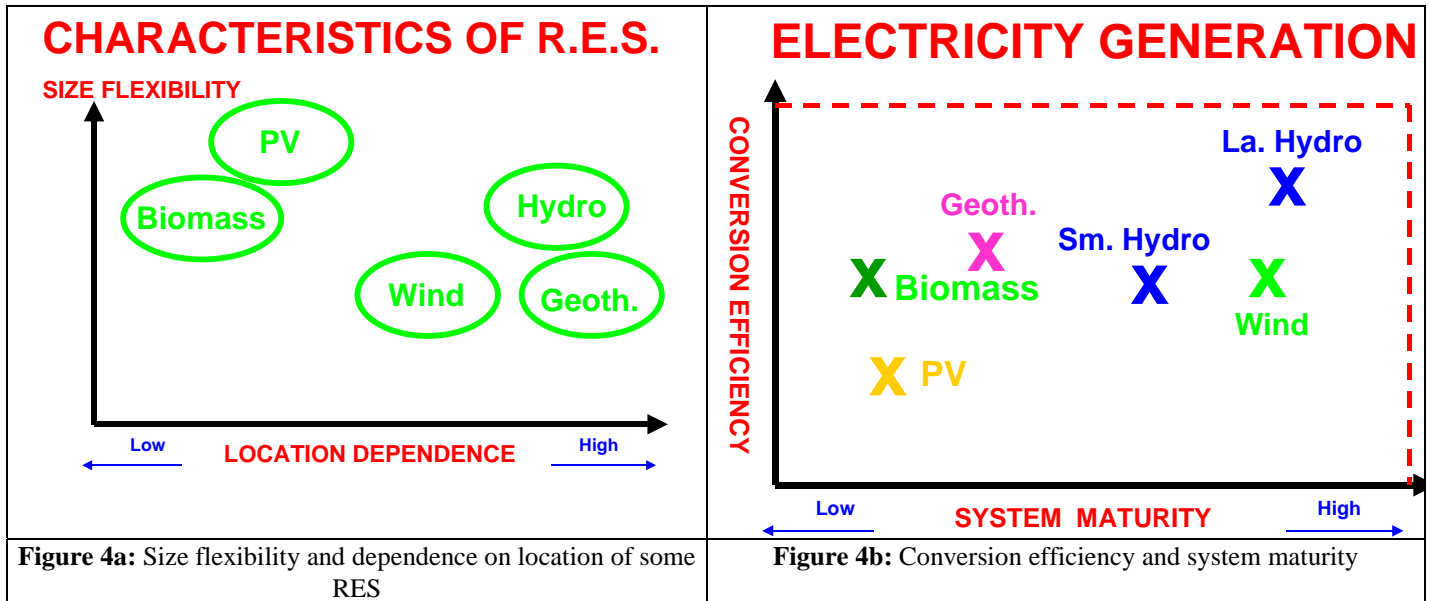 CHARACTERISTICS OF R.E.S.
SIZE FLEXIBILITY
PV
Biomass
Hydro
Wind
Geoth.
Low
LOCATION DEPENDENCE
High
Figure 4a: Size flexibility and dependence on location of some
RES
ELECTRICITY GENERATION
CONVERSION EFFICIENCY
La. Hydro
X
Geoth.
X
Sm. Hydro
X
X
Biomass
X
Wind
X
PV
Low
SYSTEM MATURITY
High
Figure 4b: Conversion efficiency and system maturity